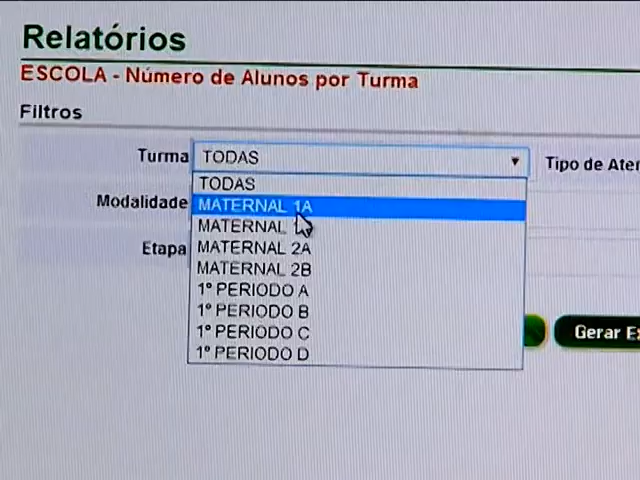 Relatórios
ESCOLA - Número de Alunos por Turma
Filtros
Turma TODAS Tipo de
TODAS
Modalidade MATERNAL 1A
MATERNAL
Etapa MATERNAL 2A
MATERNAL 2B
1º PERIODO A
1º PERIODO B
1º PERIODO C
Gerar
1º PERIODO D